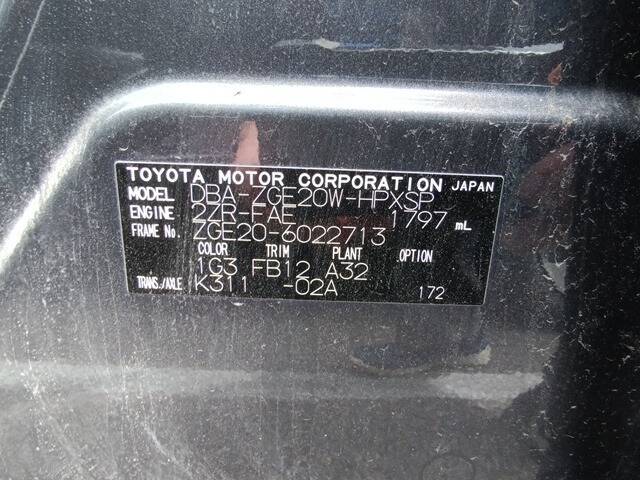 TOYOTA MOTOR CORPORATION JAPAN
MODEL DBA-ZGE20W-HPXSP
ENGINE 2ZR-FAE 1797 mL
FRAME No. ZGE20-6022713
COLOR TRIM PLANT OPTION
1G3 FB12 A32
TRANS./AXLE K311 -02A 172